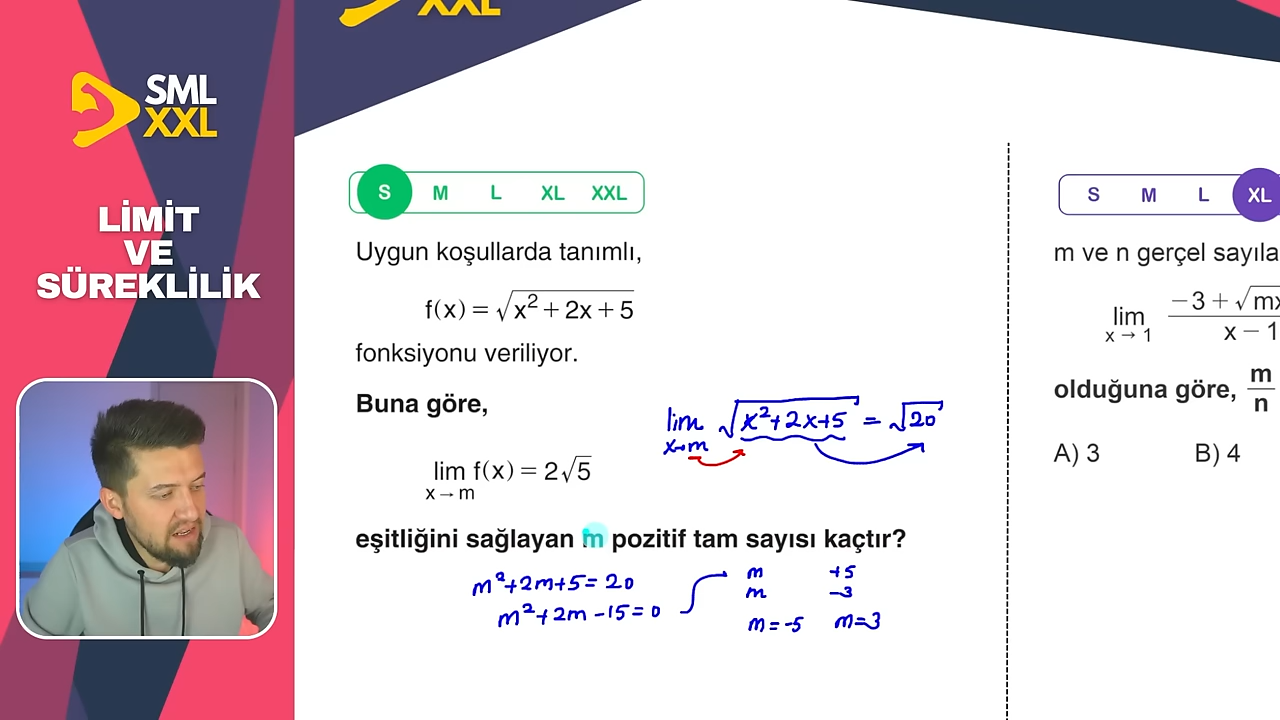 XXL
SML
XXL
LİMİT
VE
SÜREKLİLİK
S M L XL XXL
Uygun koşullarda tanımlı,
f(x) = √(x² + 2x + 5)
fonksiyonu veriliyor.
Buna göre,
lim f(x) = 2√5
x → m
lim √(x²+2x+5) = √20
x→m
eşitliğini sağlayan m pozitif tam sayısı kaçtır?
m²+2m+5=20
m²+2m-15=0
m +5
m -3
m=-5 m=3
S M L XL
m ve n gerçel sayıla
lim (-3 + √mx) / (x - 1)
x → 1
olduğuna göre, m/n
A) 3 B) 4